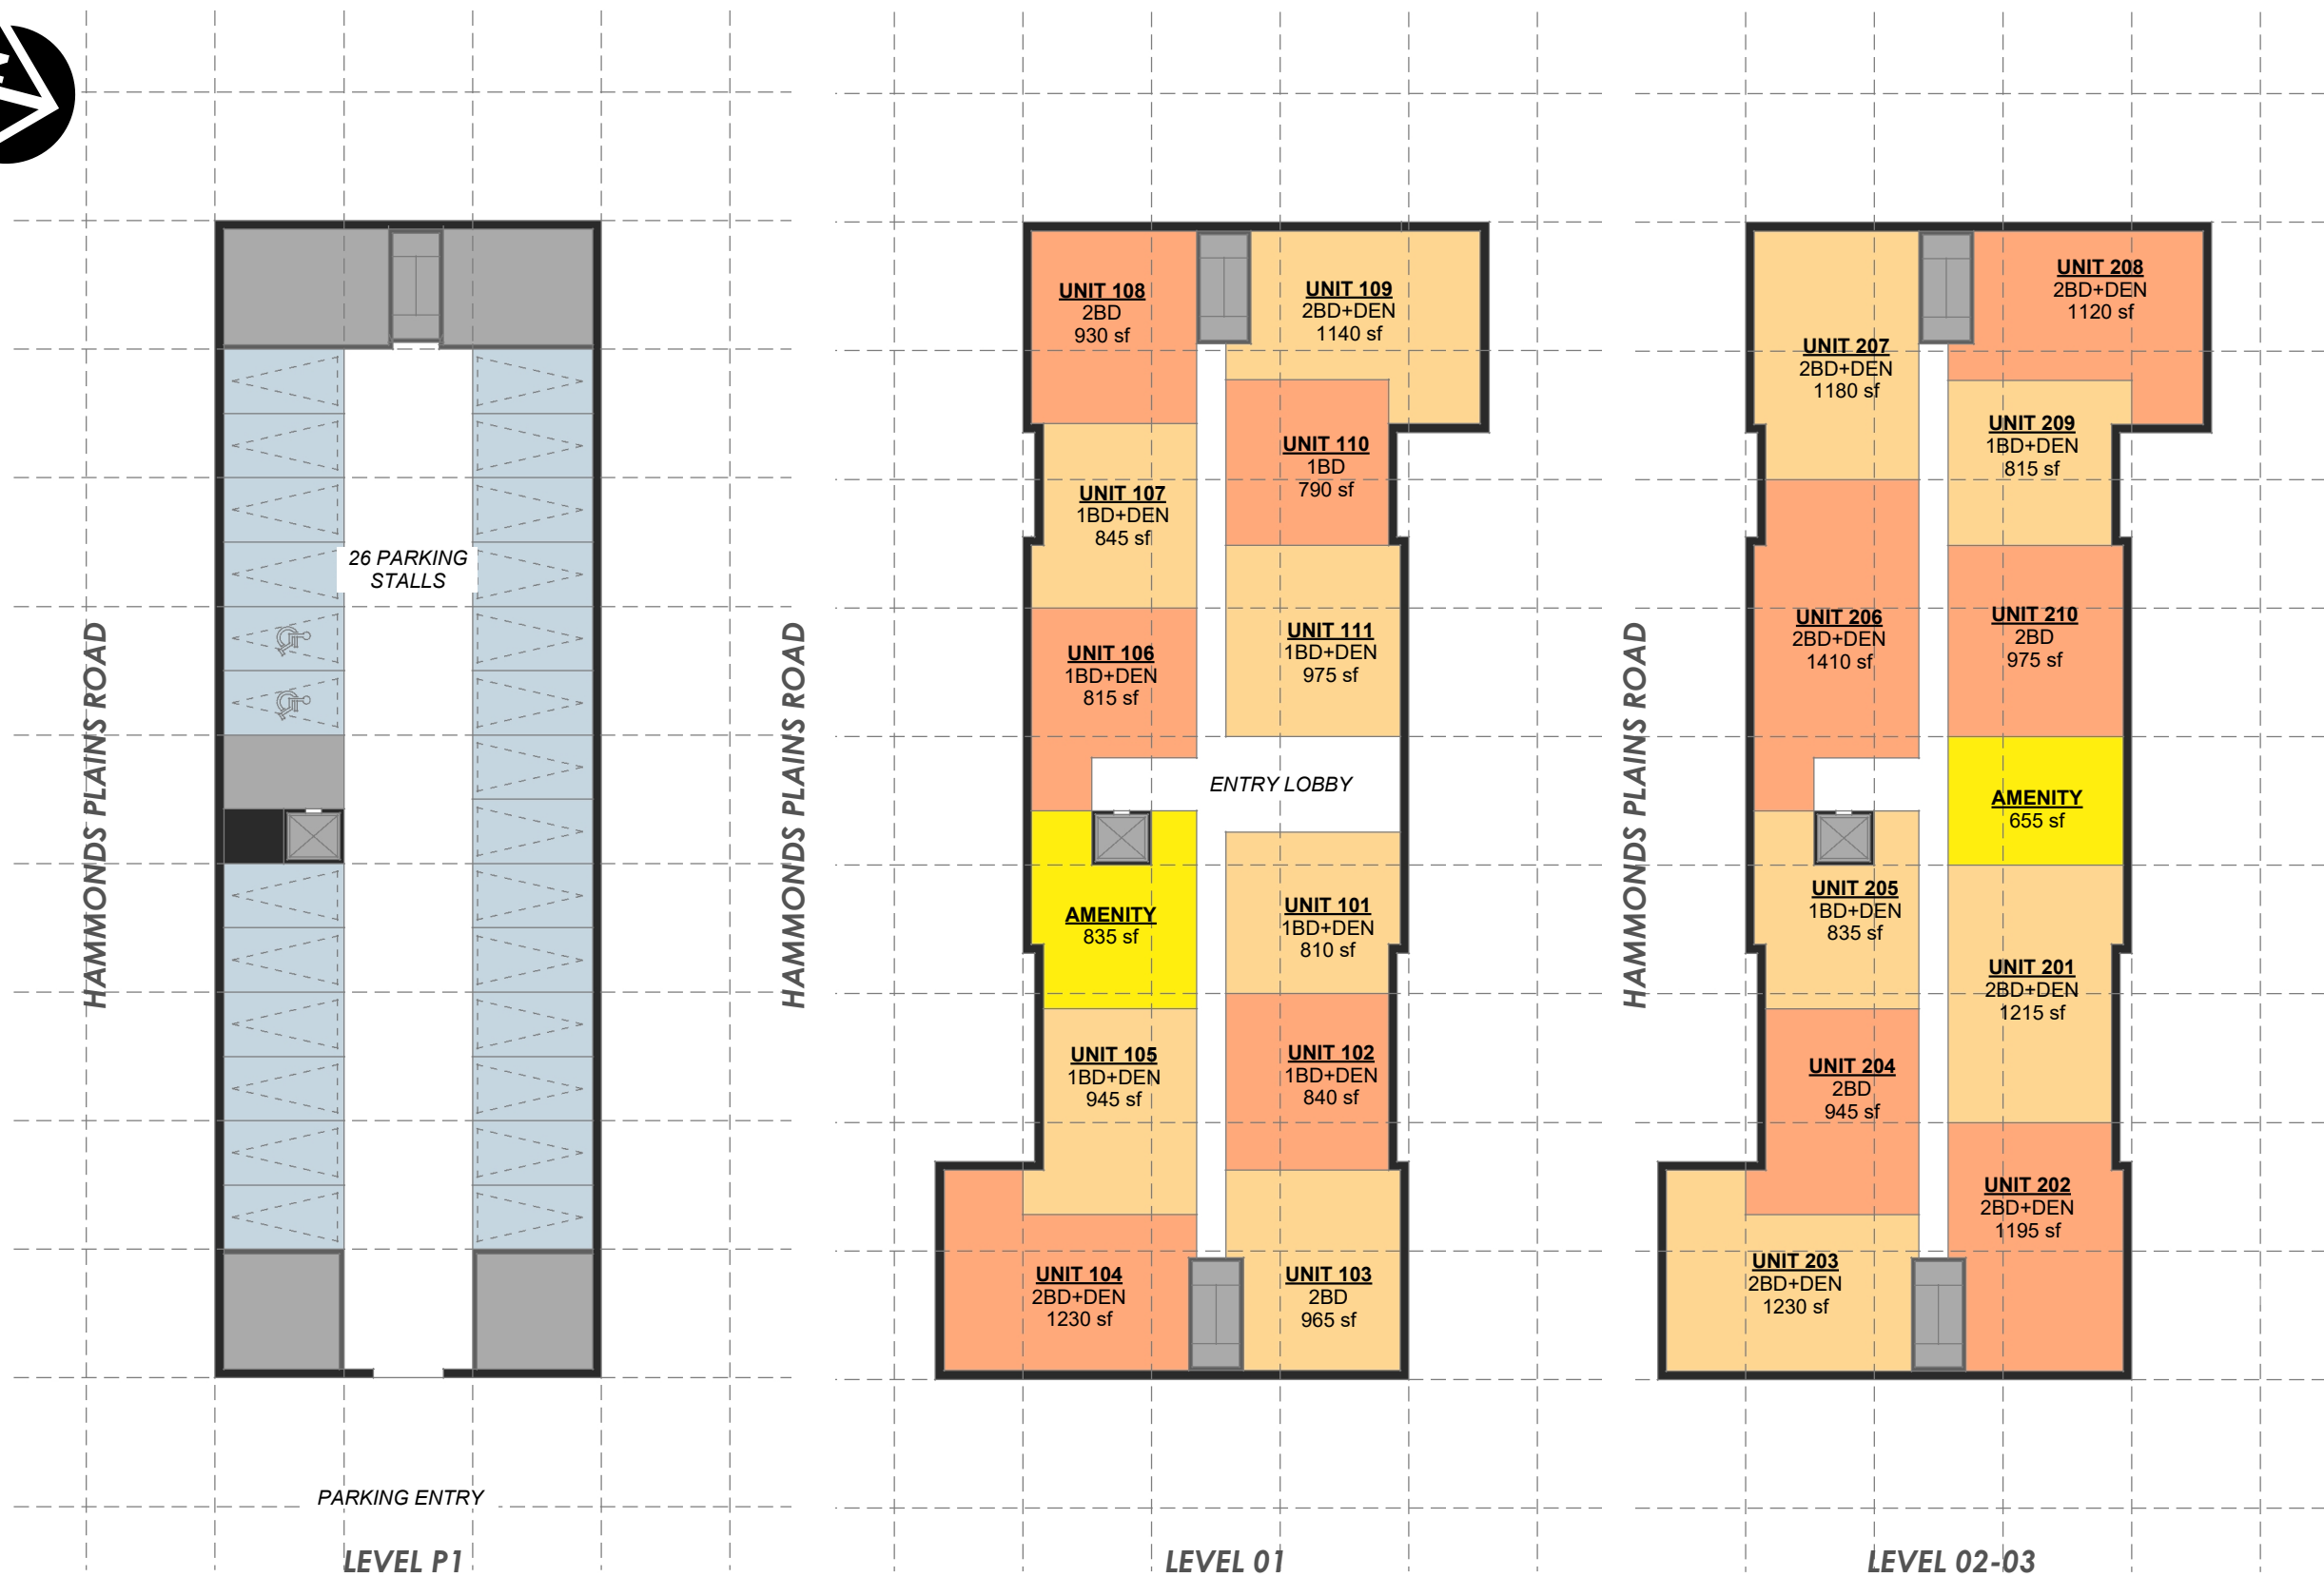 HAMMONDS PLAINS ROAD
26 PARKING
STALLS
PARKING ENTRY
LEVEL P1
HAMMONDS PLAINS ROAD
UNIT 108
2BD
930 sf
UNIT 109
2BD+DEN
1140 sf
UNIT 107
1BD+DEN
845 sf
UNIT 110
1BD
790 sf
UNIT 106
1BD+DEN
815 sf
UNIT 111
1BD+DEN
975 sf
ENTRY LOBBY
AMENITY
835 sf
UNIT 101
1BD+DEN
810 sf
UNIT 105
1BD+DEN
945 sf
UNIT 102
1BD+DEN
840 sf
UNIT 104
2BD+DEN
1230 sf
UNIT 103
2BD
965 sf
LEVEL 01
HAMMONDS PLAINS ROAD
UNIT 207
2BD+DEN
1180 sf
UNIT 208
2BD+DEN
1120 sf
UNIT 209
1BD+DEN
815 sf
UNIT 206
2BD+DEN
1410 sf
UNIT 210
2BD
975 sf
AMENITY
655 sf
UNIT 205
1BD+DEN
835 sf
UNIT 201
2BD+DEN
1215 sf
UNIT 204
2BD
945 sf
UNIT 202
2BD+DEN
1195 sf
UNIT 203
2BD+DEN
1230 sf
LEVEL 02-03